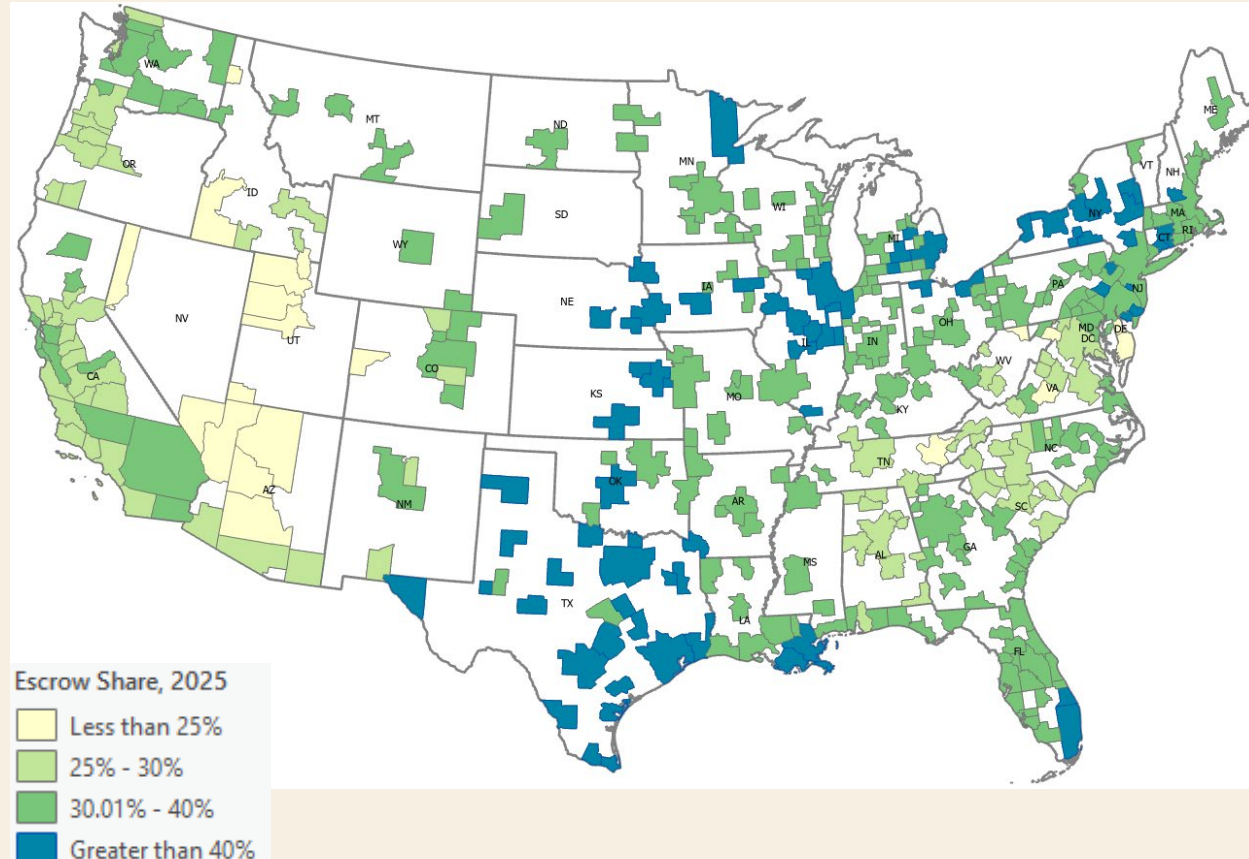 WA
MT
ND
MN
ME
VT
NH
OR
ID
SD
WI
MI
NY
MA
CT
RI
WY
IA
PA
NJ
NE
NV
UT
IL
IN
OH
MD
DE
DC
WV
CA
CO
KS
MO
KY
VA
AZ
NM
OK
AR
TN
NC
SC
TX
LA
MS
AL
GA
FL
Escrow Share, 2025
Less than 25%
25% - 30%
30.01% - 40%
Greater than 40%